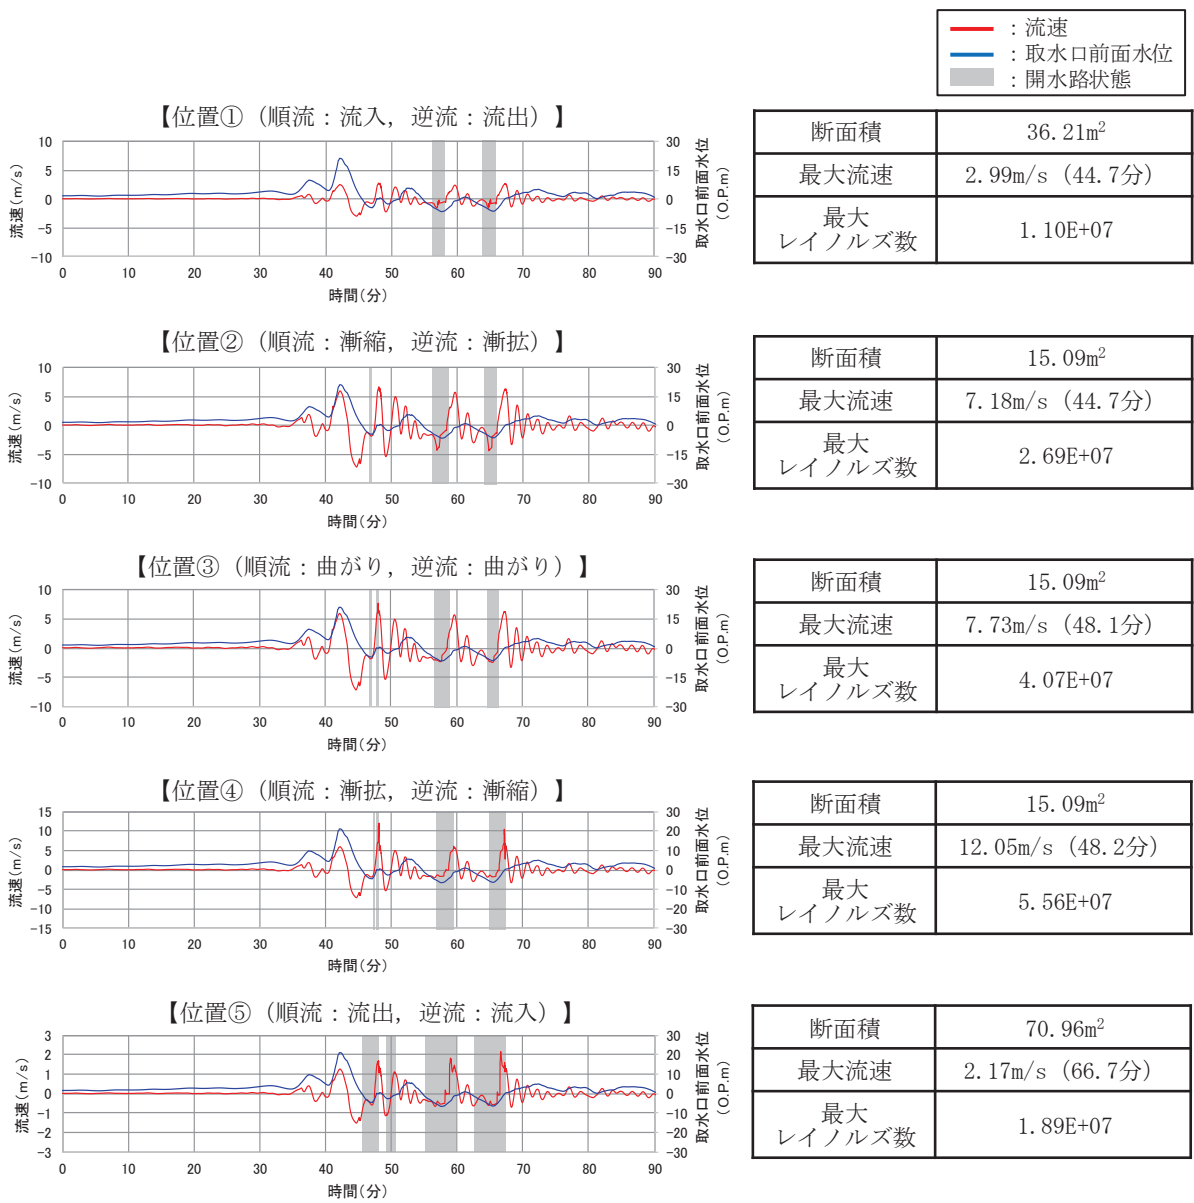 ：流速
：取水口前面水位
：開水路状態
【位置①（順流：流入，逆流：流出）】
10
5
0
−5
−10
流速(m/s)
30
15
0
−15
−30
取水口前面水位
(O.P.m)
0 10 20 30 40 50 60 70 80 90
時間(分)
断面積 36.21m²
最大流速 2.99m/s（44.7分）
最大
レイノルズ数 1.10E+07
【位置②（順流：漸縮，逆流：漸拡）】
10
5
0
−5
−10
流速(m/s)
30
15
0
−15
−30
取水口前面水位
(O.P.m)
0 10 20 30 40 50 60 70 80 90
時間(分)
断面積 15.09m²
最大流速 7.18m/s（44.7分）
最大
レイノルズ数 2.69E+07
【位置③（順流：曲がり，逆流：曲がり）】
10
5
0
−5
−10
流速(m/s)
30
15
0
−15
−30
取水口前面水位
(O.P.m)
0 10 20 30 40 50 60 70 80 90
時間(分)
断面積 15.09m²
最大流速 7.73m/s（48.1分）
最大
レイノルズ数 4.07E+07
【位置④（順流：漸拡，逆流：漸縮）】
15
10
5
0
−5
−10
−15
流速(m/s)
30
20
10
0
−10
−20
−30
取水口前面水位
(O.P.m)
0 10 20 30 40 50 60 70 80 90
時間(分)
断面積 15.09m²
最大流速 12.05m/s（48.2分）
最大
レイノルズ数 5.56E+07
【位置⑤（順流：流出，逆流：流入）】
3
2
1
0
−1
−2
−3
流速(m/s)
30
20
10
0
−10
−20
−30
取水口前面水位
(O.P.m)
0 10 20 30 40 50 60 70 80 90
時間(分)
断面積 70.96m²
最大流速 2.17m/s（66.7分）
最大
レイノルズ数 1.89E+07